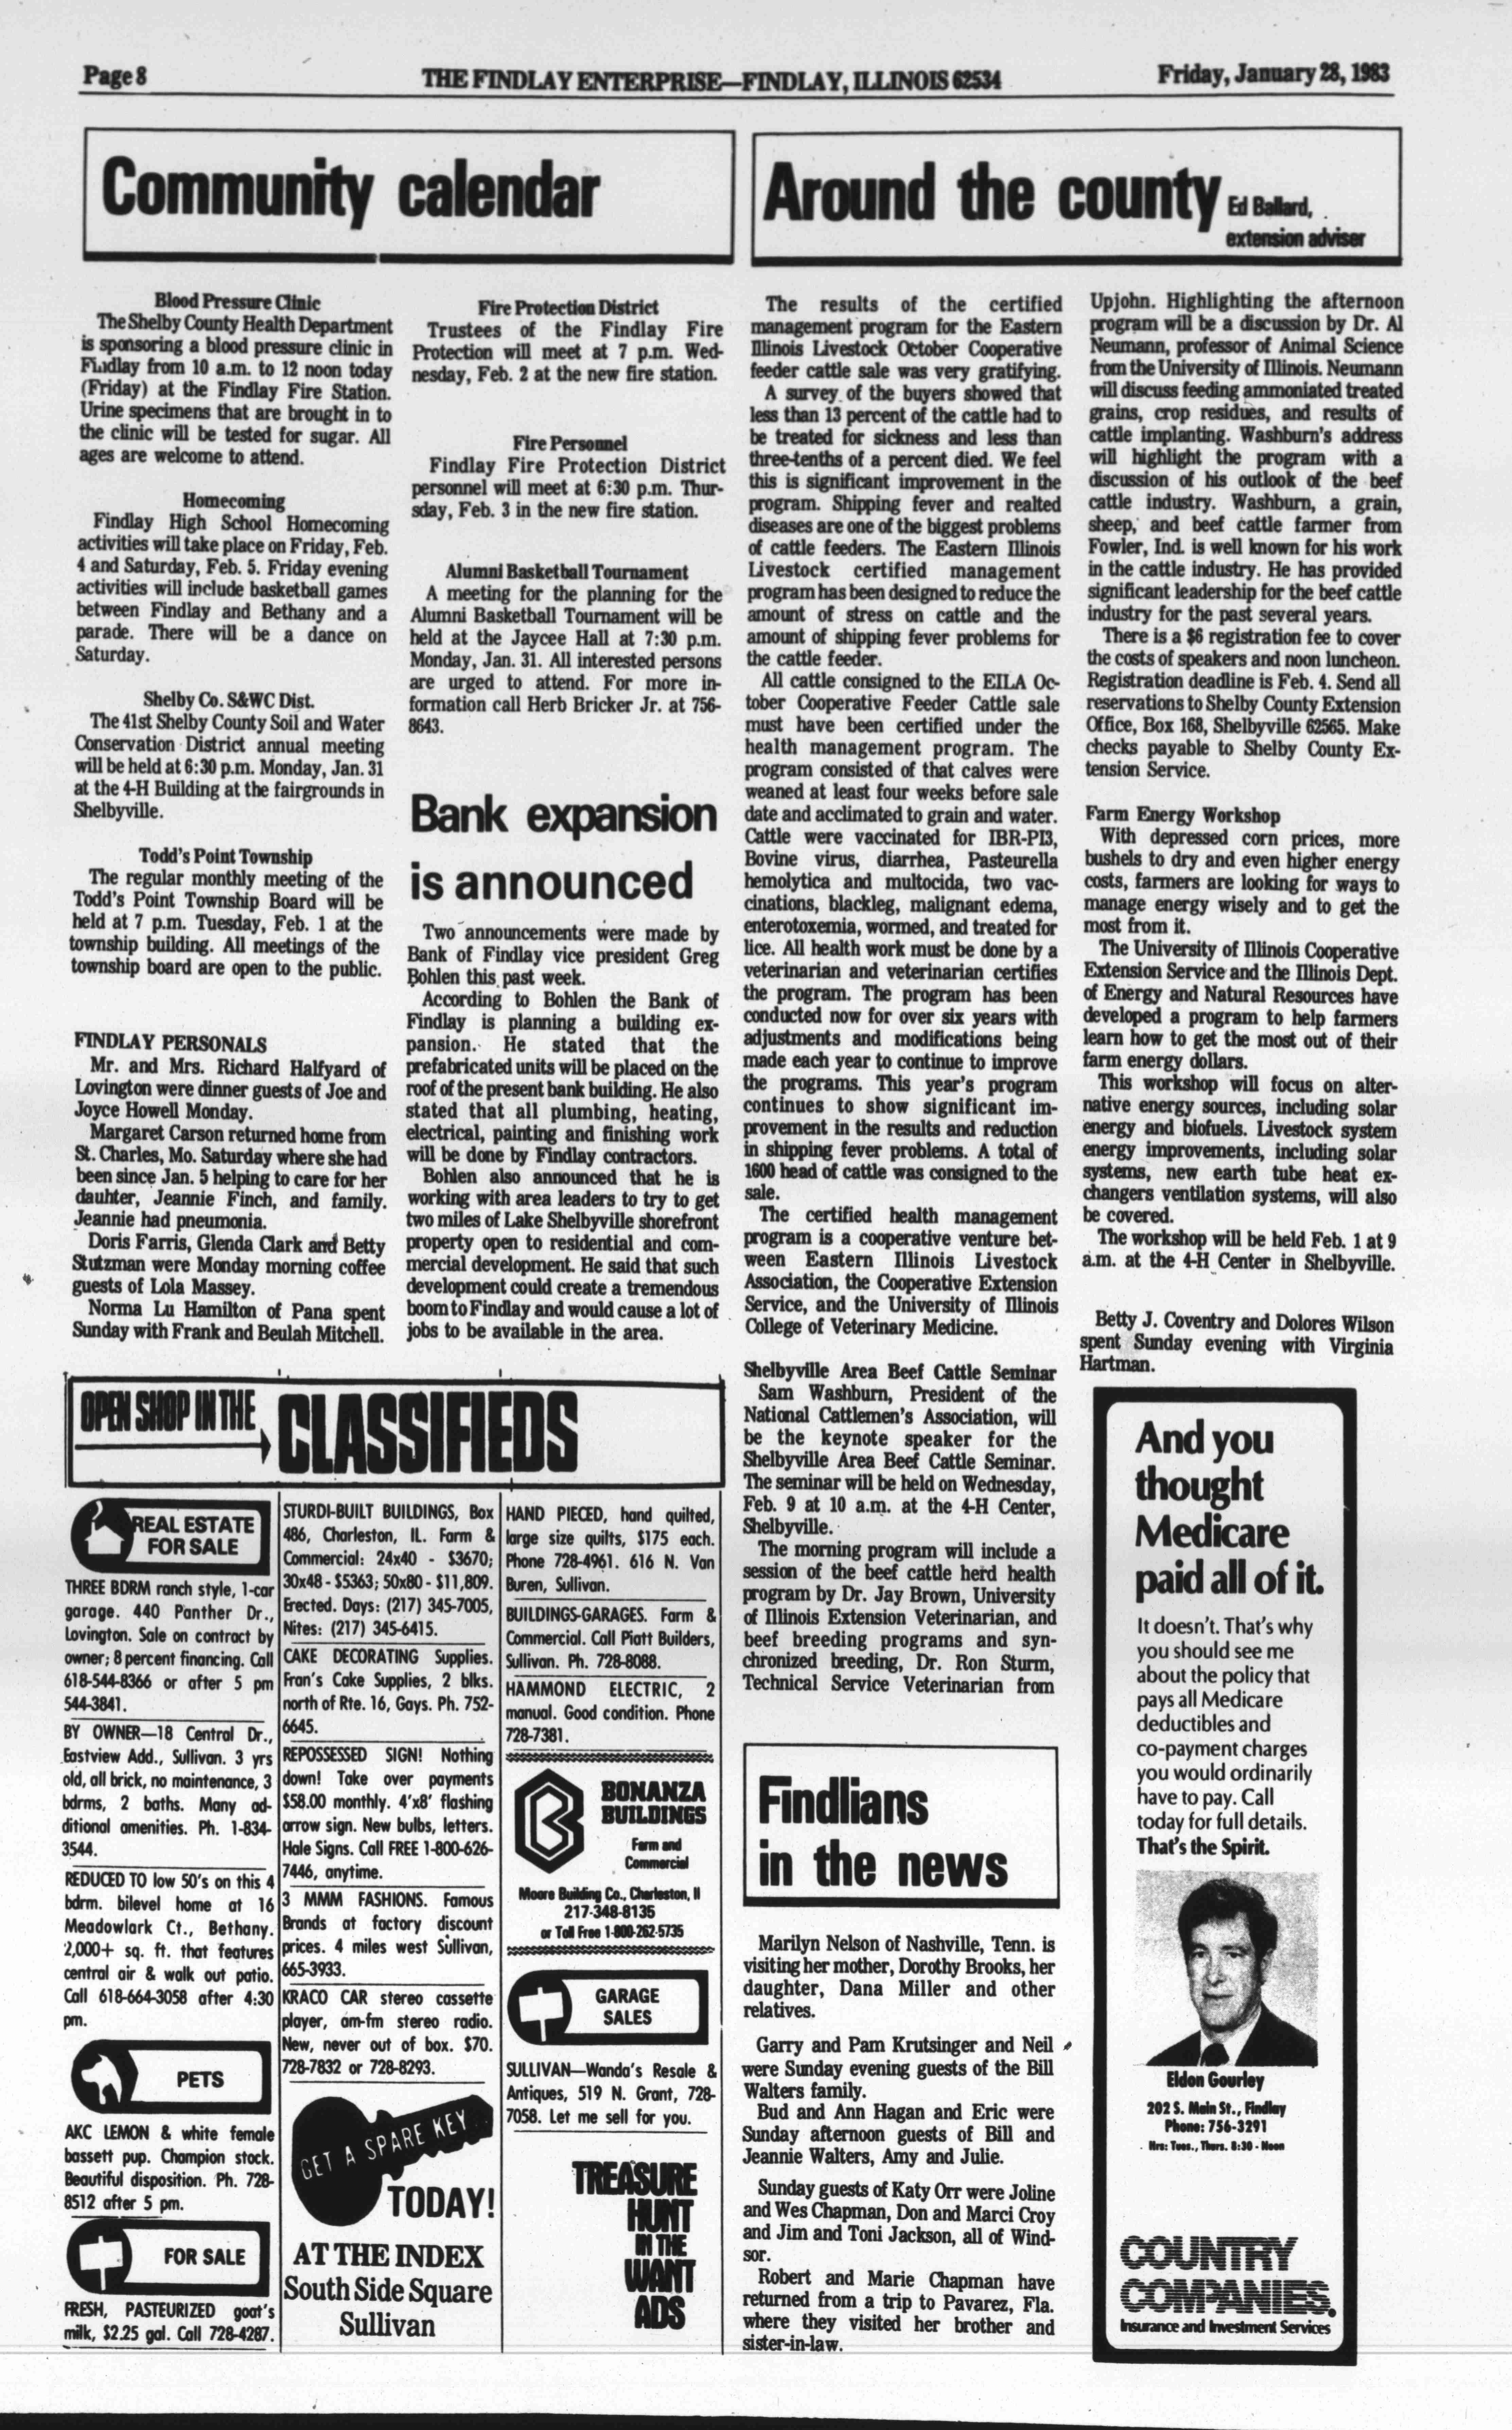 Page 8
THE FINDLAY ENTERPRISE—FINDLAY, ILLINOIS 62534
Friday, January 28, 1983
Community calendar
Blood Pressure Clinic
The Shelby County Health Department
is sponsoring a blood pressure clinic in
Findlay from 10 a.m. to 12 noon today
(Friday) at the Findlay Fire Station.
Urine specimens that are brought in to
the clinic will be tested for sugar. All
ages are welcome to attend.
Homecoming
Findlay High School Homecoming
activities will take place on Friday, Feb.
4 and Saturday, Feb. 5. Friday evening
activities will include basketball games
between Findlay and Bethany and a
parade. There will be a dance on
Saturday.
Shelby Co. S&WC Dist.
The 41st Shelby County Soil and Water
Conservation District annual meeting
will be held at 6:30 p.m. Monday, Jan. 31
at the 4-H Building at the fairgrounds in
Shelbyville.
Todd's Point Township
The regular monthly meeting of the
Todd's Point Township Board will be
held at 7 p.m. Tuesday, Feb. 1 at the
township building. All meetings of the
township board are open to the public.
FINDLAY PERSONALS
Mr. and Mrs. Richard Halfyard of
Lovington were dinner guests of Joe and
Joyce Howell Monday.
Margaret Carson returned home from
St. Charles, Mo. Saturday where she had
been since Jan. 5 helping to care for her
dauhter, Jeannie Finch, and family.
Jeannie had pneumonia.
Doris Farris, Glenda Clark and Betty
Stutzman were Monday morning coffee
guests of Lola Massey.
Norma Lu Hamilton of Pana spent
Sunday with Frank and Beulah Mitchell.
Fire Protection District
Trustees of the Findlay Fire
Protection will meet at 7 p.m. Wed-
nesday, Feb. 2 at the new fire station.
Fire Personnel
Findlay Fire Protection District
personnel will meet at 6:30 p.m. Thur-
sday, Feb. 3 in the new fire station.
Alumni Basketball Tournament
A meeting for the planning for the
Alumni Basketball Tournament will be
held at the Jaycee Hall at 7:30 p.m.
Monday, Jan. 31. All interested persons
are urged to attend. For more in-
formation call Herb Bricker Jr. at 756-
8643.
Bank expansion
is announced
Two announcements were made by
Bank of Findlay vice president Greg
Bohlen this past week.
According to Bohlen the Bank of
Findlay is planning a building ex-
pansion. He stated that the
prefabricated units will be placed on the
roof of the present bank building. He also
stated that all plumbing, heating,
electrical, painting and finishing work
will be done by Findlay contractors.
Bohlen also announced that he is
working with area leaders to try to get
two miles of Lake Shelbyville shorefront
property open to residential and com-
mercial development. He said that such
development could create a tremendous
boom to Findlay and would cause a lot of
jobs to be available in the area.
Around the county
Ed Ballard,
extension adviser
The results of the certified
management program for the Eastern
Illinois Livestock October Cooperative
feeder cattle sale was very gratifying.
A survey of the buyers showed that
less than 13 percent of the cattle had to
be treated for sickness and less than
three-tenths of a percent died. We feel
this is significant improvement in the
program. Shipping fever and realted
diseases are one of the biggest problems
of cattle feeders. The Eastern Illinois
Livestock certified management
program has been designed to reduce the
amount of stress on cattle and the
amount of shipping fever problems for
the cattle feeder.
All cattle consigned to the EILA Oc-
tober Cooperative Feeder Cattle sale
must have been certified under the
health management program. The
program consisted of that calves were
weaned at least four weeks before sale
date and acclimated to grain and water.
Cattle were vaccinated for IBR-PI3,
Bovine virus, diarrhea, Pasteurella
hemolytica and multocida, two vac-
cinations, blackleg, malignant edema,
enterotoxemia, wormed, and treated for
lice. All health work must be done by a
veterinarian and veterinarian certifies
the program. The program has been
conducted now for over six years with
adjustments and modifications being
made each year to continue to improve
the programs. This year's program
continues to show significant im-
provement in the results and reduction
in shipping fever problems. A total of
1600 head of cattle was consigned to the
sale.
The certified health management
program is a cooperative venture bet-
ween Eastern Illinois Livestock
Association, the Cooperative Extension
Service, and the University of Illinois
College of Veterinary Medicine.
Shelbyville Area Beef Cattle Seminar
Sam Washburn, President of the
National Cattlemen's Association, will
be the keynote speaker for the
Shelbyville Area Beef Cattle Seminar.
The seminar will be held on Wednesday,
Feb. 9 at 10 a.m. at the 4-H Center,
Shelbyville.
The morning program will include a
session of the beef cattle herd health
program by Dr. Jay Brown, University
of Illinois Extension Veterinarian, and
beef breeding programs and syn-
chronized breeding, Dr. Ron Sturm,
Technical Service Veterinarian from
Upjohn. Highlighting the afternoon
program will be a discussion by Dr. Al
Neumann, professor of Animal Science
from the University of Illinois. Neumann
will discuss feeding ammoniated treated
grains, crop residues, and results of
cattle implanting. Washburn's address
will highlight the program with a
discussion of his outlook of the beef
cattle industry. Washburn, a grain,
sheep, and beef cattle farmer from
Fowler, Ind. is well known for his work
in the cattle industry. He has provided
significant leadership for the beef cattle
industry for the past several years.
There is a $6 registration fee to cover
the costs of speakers and noon luncheon.
Registration deadline is Feb. 4. Send all
reservations to Shelby County Extension
Office, Box 168, Shelbyville 62565. Make
checks payable to Shelby County Ex-
tension Service.
Farm Energy Workshop
With depressed corn prices, more
bushels to dry and even higher energy
costs, farmers are looking for ways to
manage energy wisely and to get the
most from it.
The University of Illinois Cooperative
Extension Service and the Illinois Dept.
of Energy and Natural Resources have
developed a program to help farmers
learn how to get the most out of their
farm energy dollars.
This workshop will focus on alter-
native energy sources, including solar
energy and biofuels. Livestock system
energy improvements, including solar
systems, new earth tube heat ex-
changers ventilation systems, will also
be covered.
The workshop will be held Feb. 1 at 9
a.m. at the 4-H Center in Shelbyville.
Betty J. Coventry and Dolores Wilson
spent Sunday evening with Virginia
Hartman.
OPEN SHOP IN THE
CLASSIFIEDS
REAL ESTATE
FOR SALE
THREE BDRM ranch style, 1-car
garage. 440 Panther Dr.,
Lovington. Sale on contract by
owner; 8 percent financing. Call
618-544-8366 or after 5 pm
544-3841.
BY OWNER—18 Central Dr.,
Eastview Add., Sullivan. 3 yrs
old, all brick, no maintenance, 3
bdrms, 2 baths. Many ad-
ditional amenities. Ph. 1-834-
3544.
REDUCED TO low 50's on this 4
bdrm. bilevel home at 16
Meadowlark Ct., Bethany.
2,000+ sq. ft. that features
central air & walk out patio.
Call 618-664-3058 after 4:30
pm.
PETS
AKC LEMON & white female
bassett pup. Champion stock.
Beautiful disposition. Ph. 728-
8512 after 5 pm.
FOR SALE
FRESH, PASTEURIZED goat's
milk, $2.25 gal. Call 728-4287.
STURDI-BUILT BUILDINGS, Box
486, Charleston, IL. Farm &
Commercial: 24x40 - $3670;
30x48 - $5363; 50x80 - $11,809.
Erected. Days: (217) 345-7005,
Nites: (217) 345-6415.
CAKE DECORATING Supplies.
Fran's Cake Supplies, 2 blks.
north of Rte. 16, Gays. Ph. 752-
6645.
REPOSSESSED SIGN! Nothing
down! Take over payments
$58.00 monthly. 4'x8' flashing
arrow sign. New bulbs, letters.
Hale Signs. Call FREE 1-800-626-
7446, anytime.
3 MMM FASHIONS. Famous
Brands at factory discount
prices. 4 miles west Sullivan,
665-3933.
KRACO CAR stereo cassette
player, am-fm stereo radio.
New, never out of box. $70.
728-7832 or 728-8293.
GET A SPARE KEY
TODAY!
AT THE INDEX
South Side Square
Sullivan
HAND PIECED, hand quilted,
large size quilts, $175 each.
Phone 728-4961. 616 N. Van
Buren, Sullivan.
BUILDINGS-GARAGES. Farm &
Commercial. Call Piatt Builders,
Sullivan. Ph. 728-8088.
HAMMOND ELECTRIC, 2
manual. Good condition. Phone
728-7381.
BONANZA
BUILDINGS
Farm and
Commercial
Moore Building Co., Charleston, Il
217-348-8135
or Toll Free 1-800-262-5735
GARAGE
SALES
SULLIVAN—Wanda's Resale &
Antiques, 519 N. Grant, 728-
7058. Let me sell for you.
TREASURE
HUNT
IN THE
WANT
ADS
Findlians
in the news
Marilyn Nelson of Nashville, Tenn. is
visiting her mother, Dorothy Brooks, her
daughter, Dana Miller and other
relatives.
Garry and Pam Krutsinger and Neil
were Sunday evening guests of the Bill
Walters family.
Bud and Ann Hagan and Eric were
Sunday afternoon guests of Bill and
Jeannie Walters, Amy and Julie.
Sunday guests of Katy Orr were Joline
and Wes Chapman, Don and Marci Croy
and Jim and Toni Jackson, all of Wind-
sor.
Robert and Marie Chapman have
returned from a trip to Pavarez, Fla.
where they visited her brother and
sister-in-law.
And you
thought
Medicare
paid all of it.
It doesn't. That's why
you should see me
about the policy that
pays all Medicare
deductibles and
co-payment charges
you would ordinarily
have to pay. Call
today for full details.
That's the Spirit.
Eldon Gourley
202 S. Main St., Findlay
Phone: 756-3291
Hrs: Tues., Thurs. 8:30 - Noon
COUNTRY
COMPANIES.
Insurance and Investment Services